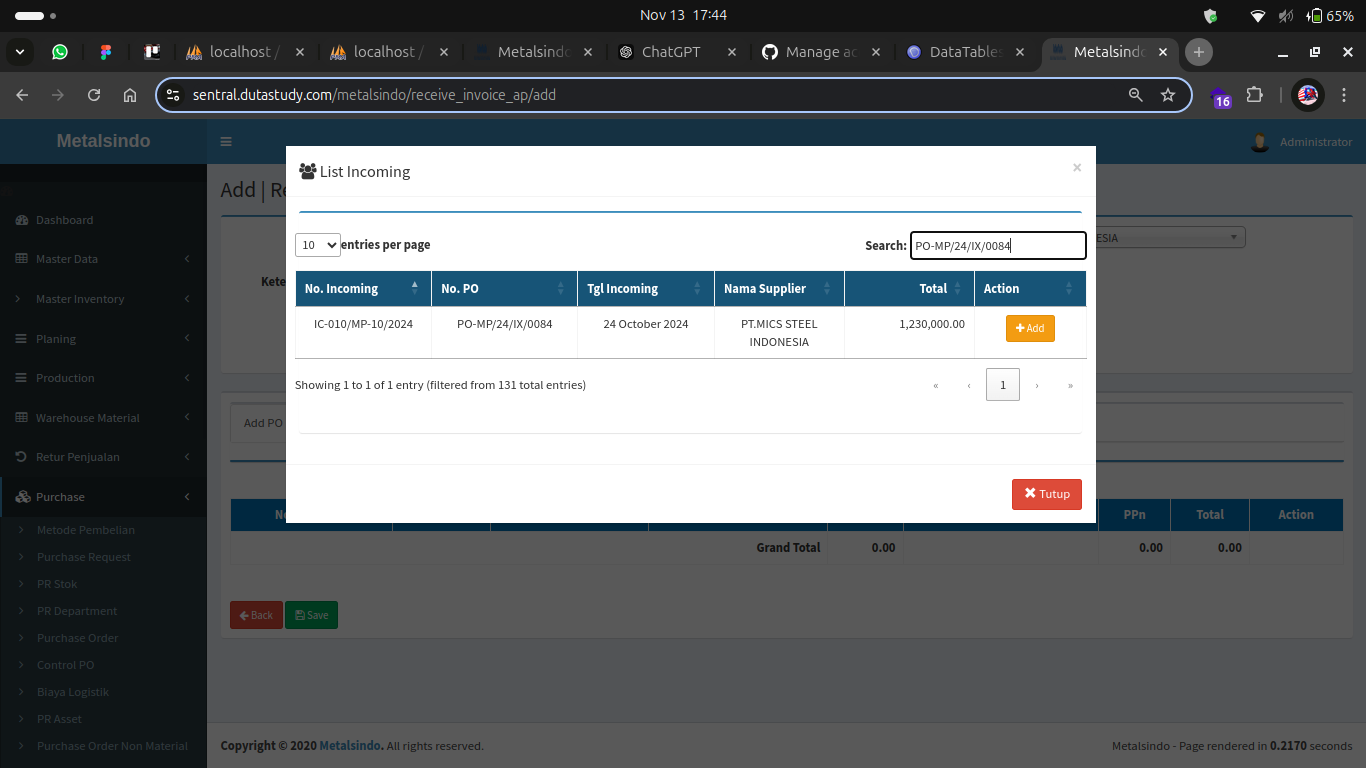 Nov 13 17:44
65%
localhost /
localhost /
Metalsindo
ChatGPT
Manage ac
DataTables
Metalsindo
sentral.dutastudy.com/metalsindo/receive_invoice_ap/add
16
Metalsindo
Administrator
Add | Re
List Incoming
×
Dashboard
Master Data
Master Inventory
Planing
Production
Warehouse Material
Retur Penjualan
Purchase
Metode Pembelian
Purchase Request
PR Stok
PR Department
Purchase Order
Control PO
Biaya Logistik
PR Asset
Purchase Order Non Material
10 entries per page
Search: PO-MP/24/IX/0084
ESIA
Kete
No. Incoming No. PO Tgl Incoming Nama Supplier Total Action
IC-010/MP-10/2024 PO-MP/24/IX/0084 24 October 2024 PT.MICS STEEL INDONESIA 1,230,000.00 Add
Showing 1 to 1 of 1 entry (filtered from 131 total entries)
« ‹ 1 › »
Add PO
Tutup
PPn Total Action
Grand Total 0.00 0.00 0.00
Back Save
Copyright © 2020 Metalsindo. All rights reserved.
Metalsindo - Page rendered in 0.2170 seconds